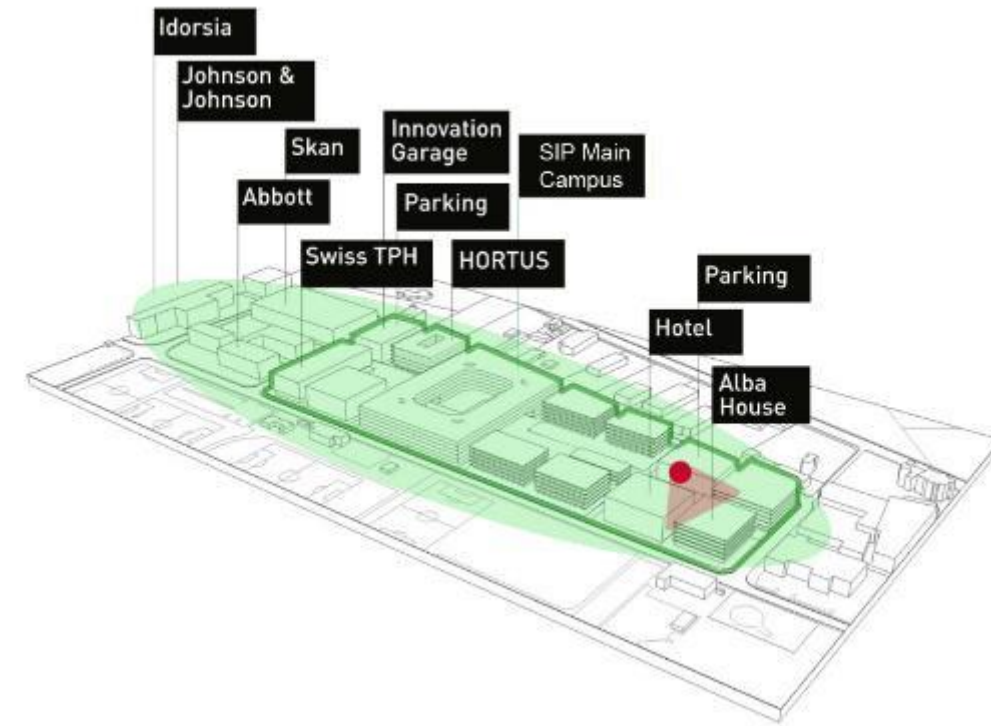 Idorsia
Johnson &
Johnson
Skan
Abbott
Innovation
Garage
Parking
SIP Main
Campus
Swiss TPH
HORTUS
Parking
Hotel
Alba
House